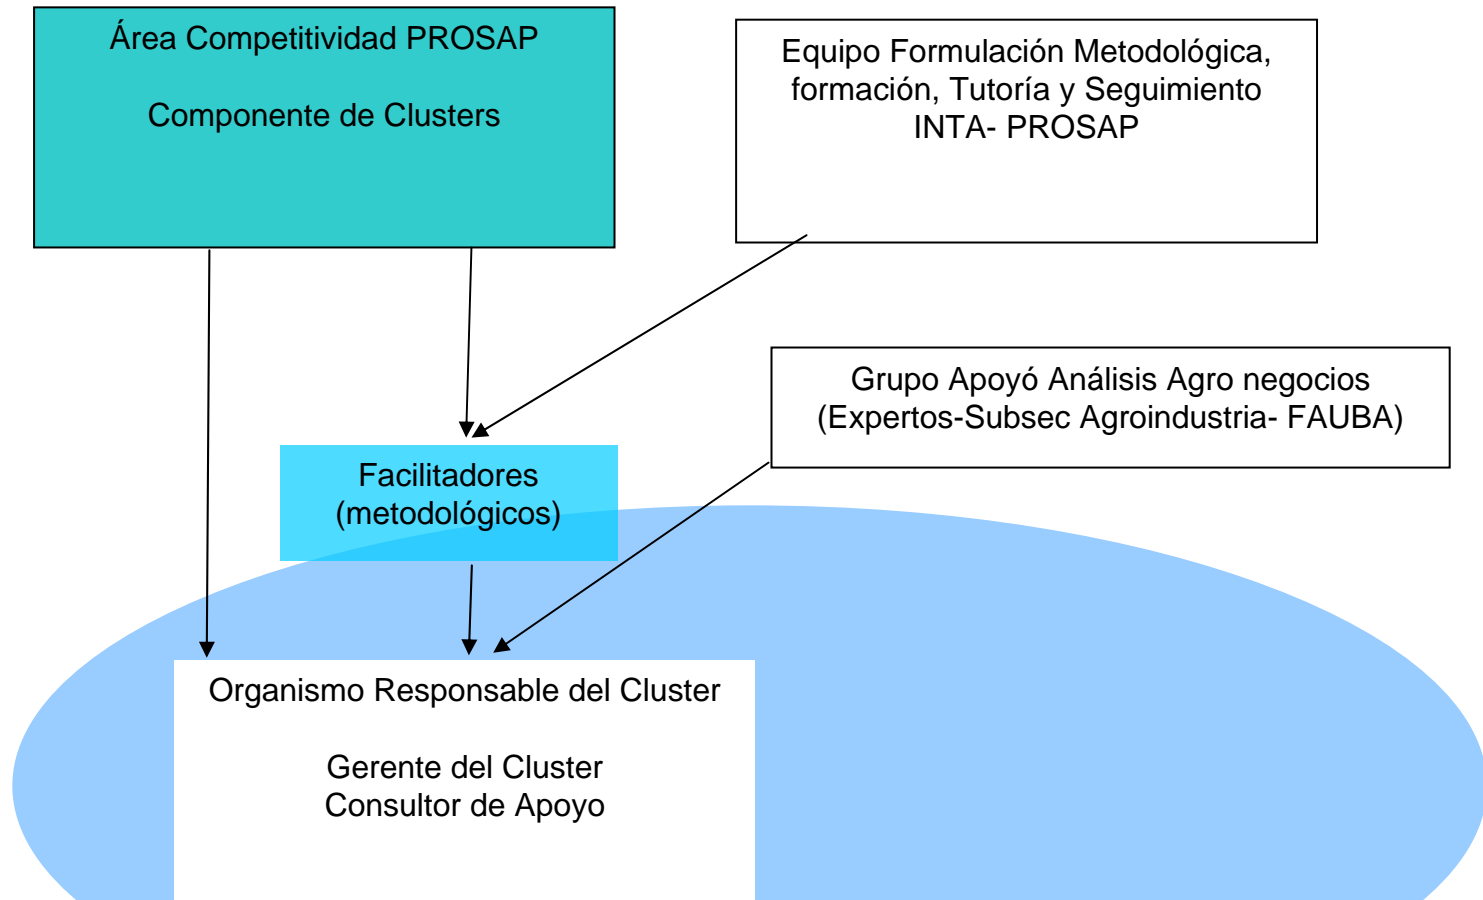 Área Competitividad PROSAP
Componente de Clusters
Equipo Formulación Metodológica,
formación, Tutoría y Seguimiento
INTA- PROSAP
Grupo Apoyó Análisis Agro negocios
(Expertos-Subsec Agroindustria- FAUBA)
Facilitadores
(metodológicos)
Organismo Responsable del Cluster
Gerente del Cluster
Consultor de Apoyo